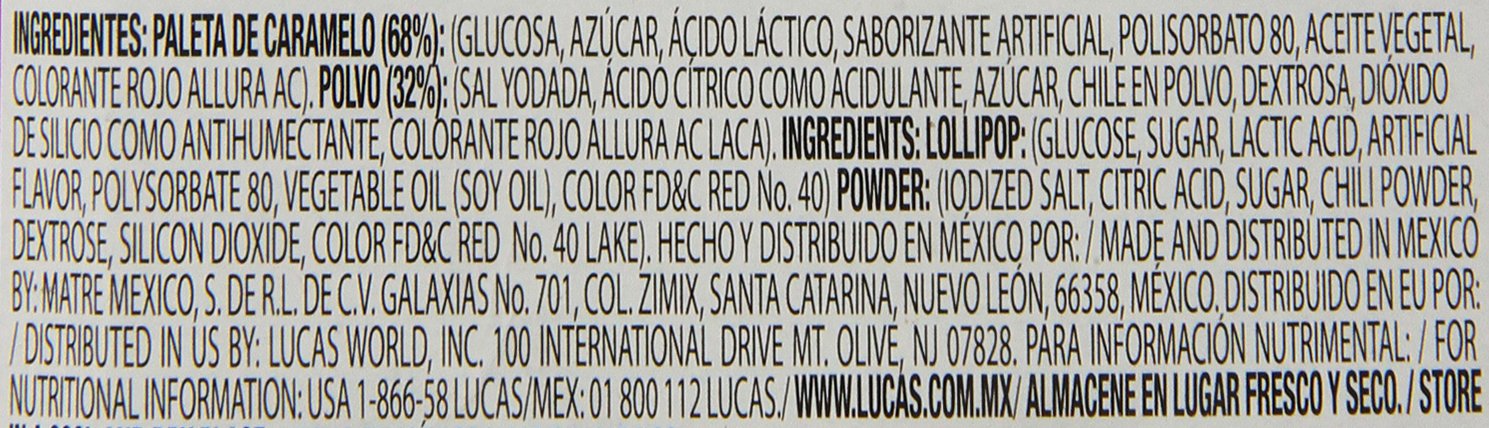 INGREDIENTES: PALETA DE CARAMELO (68%): (GLUCOSA, AZÚCAR, ÁCIDO LÁCTICO, SABORIZANTE ARTIFICIAL, POLISORBATO 80, ACEITE VEGETAL,
COLORANTE ROJO ALLURA AC). POLVO (32%): (SAL YODADA, ÁCIDO CÍTRICO COMO ACIDULANTE, AZÚCAR, CHILE EN POLVO, DEXTROSA, DIÓXIDO
DE SILICIO COMO ANTIHUMECTANTE, COLORANTE ROJO ALLURA AC LACA). INGREDIENTS: LOLLIPOP: (GLUCOSE, SUGAR, LACTIC ACID, ARTIFICIAL
FLAVOR, POLYSORBATE 80, VEGETABLE OIL (SOY OIL), COLOR FD&C RED No. 40) POWDER: (IODIZED SALT, CITRIC ACID, SUGAR, CHILI POWDER,
DEXTROSE, SILICON DIOXIDE, COLOR FD&C RED No. 40 LAKE). HECHO Y DISTRIBUIDO EN MÉXICO POR: / MADE AND DISTRIBUTED IN MEXICO
BY: MATRE MEXICO, S. DE R.L. DE C.V. GALAXIAS No. 701, COL. ZIMIX, SANTA CATARINA, NUEVO LEÓN, 66358, MÉXICO. DISTRIBUIDO EN EU POR:
/ DISTRIBUTED IN US BY: LUCAS WORLD, INC. 100 INTERNATIONAL DRIVE MT. OLIVE, NJ 07828. PARA INFORMACIÓN NUTRIMENTAL: / FOR
NUTRITIONAL INFORMATION: USA 1-866-58 LUCAS/MEX: 01 800 112 LUCAS./ WWW.LUCAS.COM.MX/ ALMACENE EN LUGAR FRESCO Y SECO. / STORE